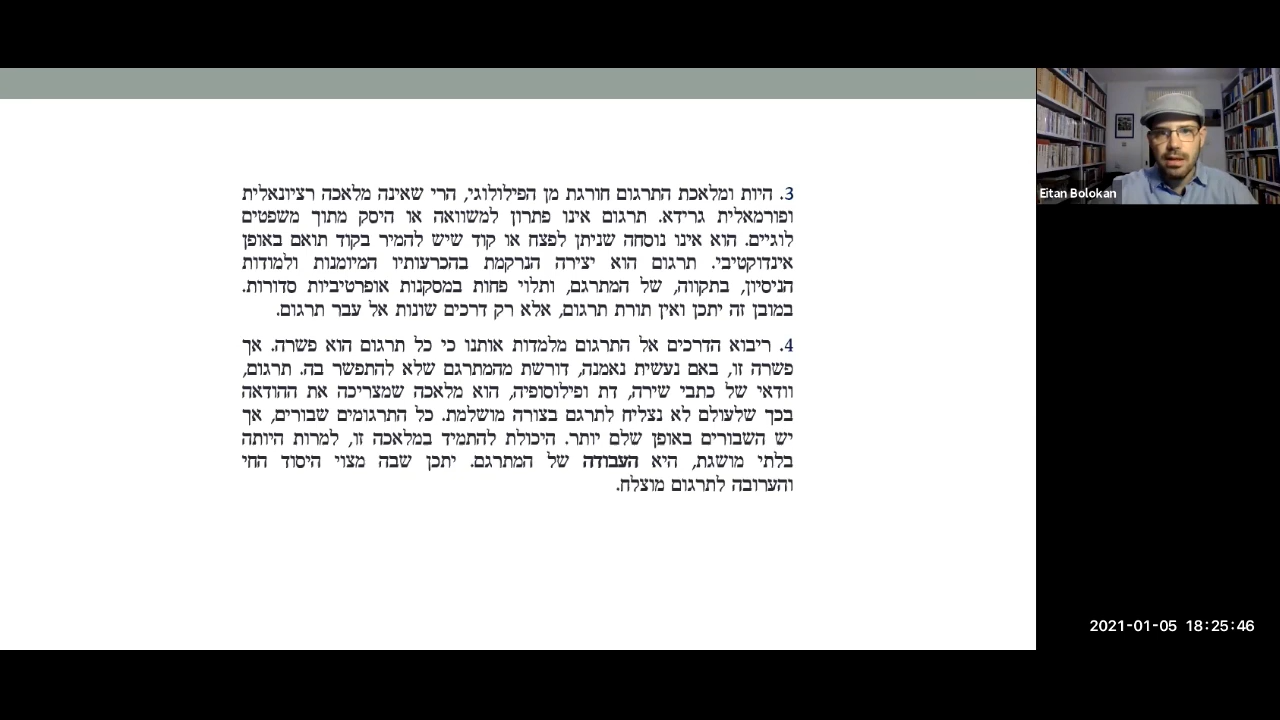 3. היות ומלאכת התרגום חורגת מן הפילולוגי, הרי שאינה מלאכה רציונאלית
ופורמאלית גרידא. תרגום אינו פתרון למשוואה או היסק מתוך משפטים
לוגיים. הוא אינו נוסחה שניתן לפצח או קוד שיש להמיר בקוד תואם באופן
אינדוקטיבי. תרגום הוא יצירה הנרקמת בהכרעותיו המיומנות ולמודות
הניסיון, בתקווה, של המתרגם, ותלוי פחות במסקנות אופרטיביות סדורות.
במובן זה יתכן ואין תורת תרגום, אלא רק דרכים שונות אל עבר תרגום.
4. ריבוא הדרכים אל התרגום מלמדות אותנו כי כל תרגום הוא פשרה. אך
פשרה זו, באם נעשית נאמנה, דורשת מהמתרגם שלא להתפשר בה. תרגום,
וודאי של כתבי שירה, דת ופילוסופיה, הוא מלאכה שמצריכה את ההודאה
בכך שלעולם לא נצליח לתרגם בצורה מושלמת. כל התרגומים שבורים, אך
יש השבורים באופן שלם יותר. היכולת להתמיד במלאכה זו, למרות היותה
בלתי מושגת, היא העבודה של המתרגם. יתכן שבה מצוי היסוד החי
והערובה לתרגום מוצלח.
Eitan Bolokan
2021-01-05 18:25:46